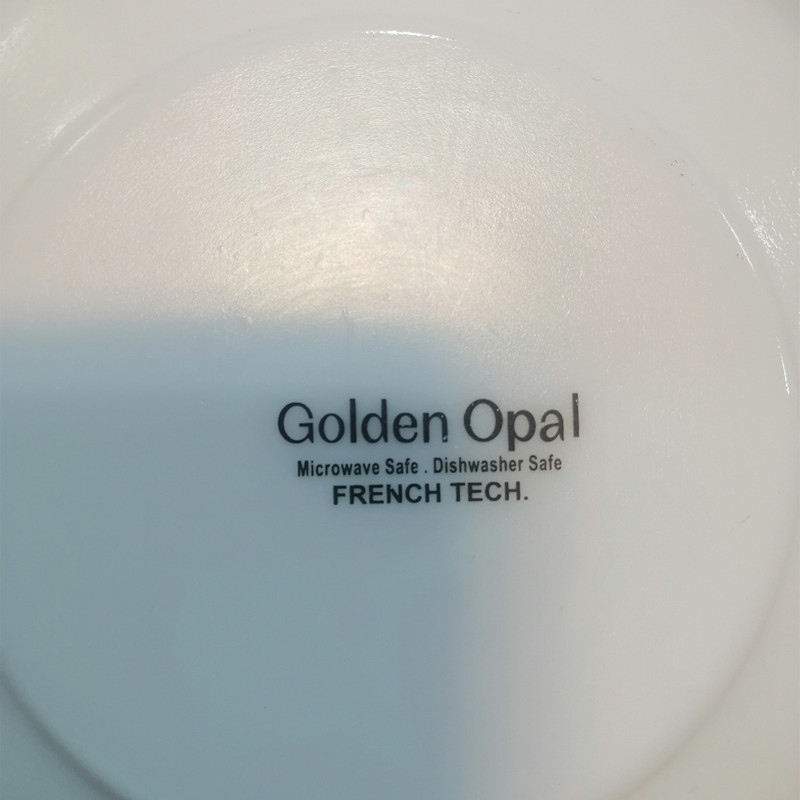 Golden Opal
Microwave Safe . Dishwasher Safe
FRENCH TECH.